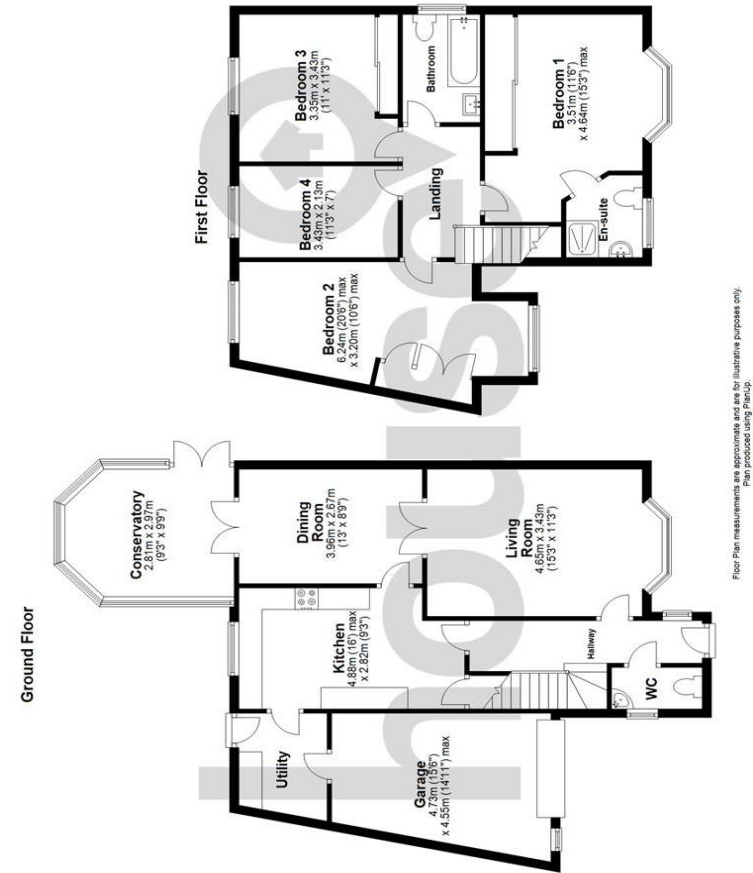 Ground Floor
Conservatory
2.81m x 2.97m
(9'3" x 9'9")
Dining
Room
3.96m x 2.67m
(13' x 8'9")
Kitchen
4.88m (16') max
x 2.82m (9'3")
Utility
Garage
4.73m (15'6")
x 4.55m (14'11") max
Living
Room
4.65m x 3.43m
(15'3" x 11'3")
Hallway
WC
First Floor
Bedroom 3
3.35m x 3.43m
(11' x 11'3")
Bedroom 4
3.43m x 2.13m
(11'3" x 7')
Bedroom 2
6.24m (20'6") max
x 3.20m (10'6") max
Bathroom
Landing
Bedroom 1
3.51m (11'6")
x 4.64m (15'3") max
En-suite
house
Floor Plan measurements are approximate and are for illustrative purposes only.
Plan produced using PlanUp.